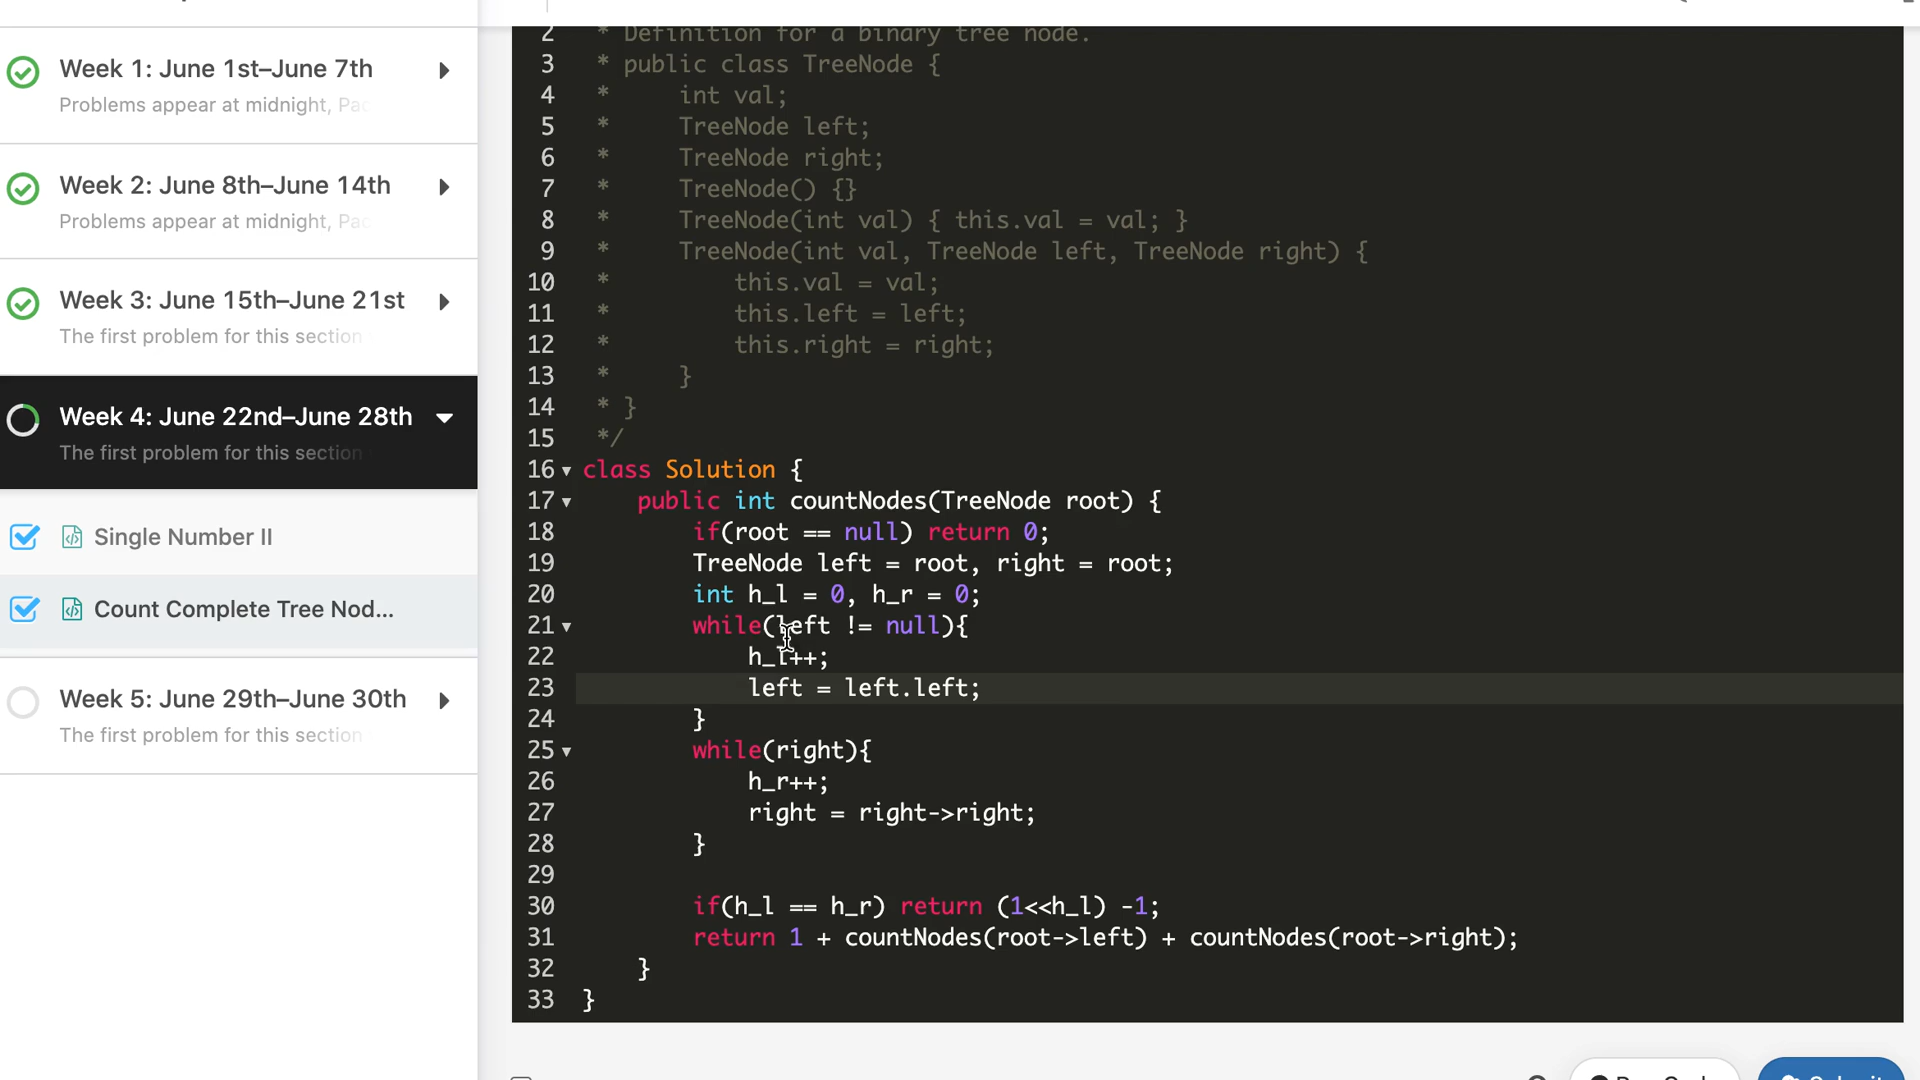 Week 1: June 1st–June 7th
Problems appear at midnight, Pac
Week 2: June 8th–June 14th
Problems appear at midnight, Pac
Week 3: June 15th–June 21st
The first problem for this section
Week 4: June 22nd–June 28th
The first problem for this section
Single Number II
Count Complete Tree Nod...
Week 5: June 29th–June 30th
The first problem for this section
2 * Definition for a binary tree node.
3 * public class TreeNode {
4 * int val;
5 * TreeNode left;
6 * TreeNode right;
7 * TreeNode() {}
8 * TreeNode(int val) { this.val = val; }
9 * TreeNode(int val, TreeNode left, TreeNode right) {
10 * this.val = val;
11 * this.left = left;
12 * this.right = right;
13 * }
14 * }
15 */
16 class Solution {
17 public int countNodes(TreeNode root) {
18 if(root == null) return 0;
19 TreeNode left = root, right = root;
20 int h_l = 0, h_r = 0;
21 while(left != null){
22 h_l++;
23 left = left.left;
24 }
25 while(right){
26 h_r++;
27 right = right->right;
28 }
29
30 if(h_l == h_r) return (1<<h_l) -1;
31 return 1 + countNodes(root->left) + countNodes(root->right);
32 }
33 }